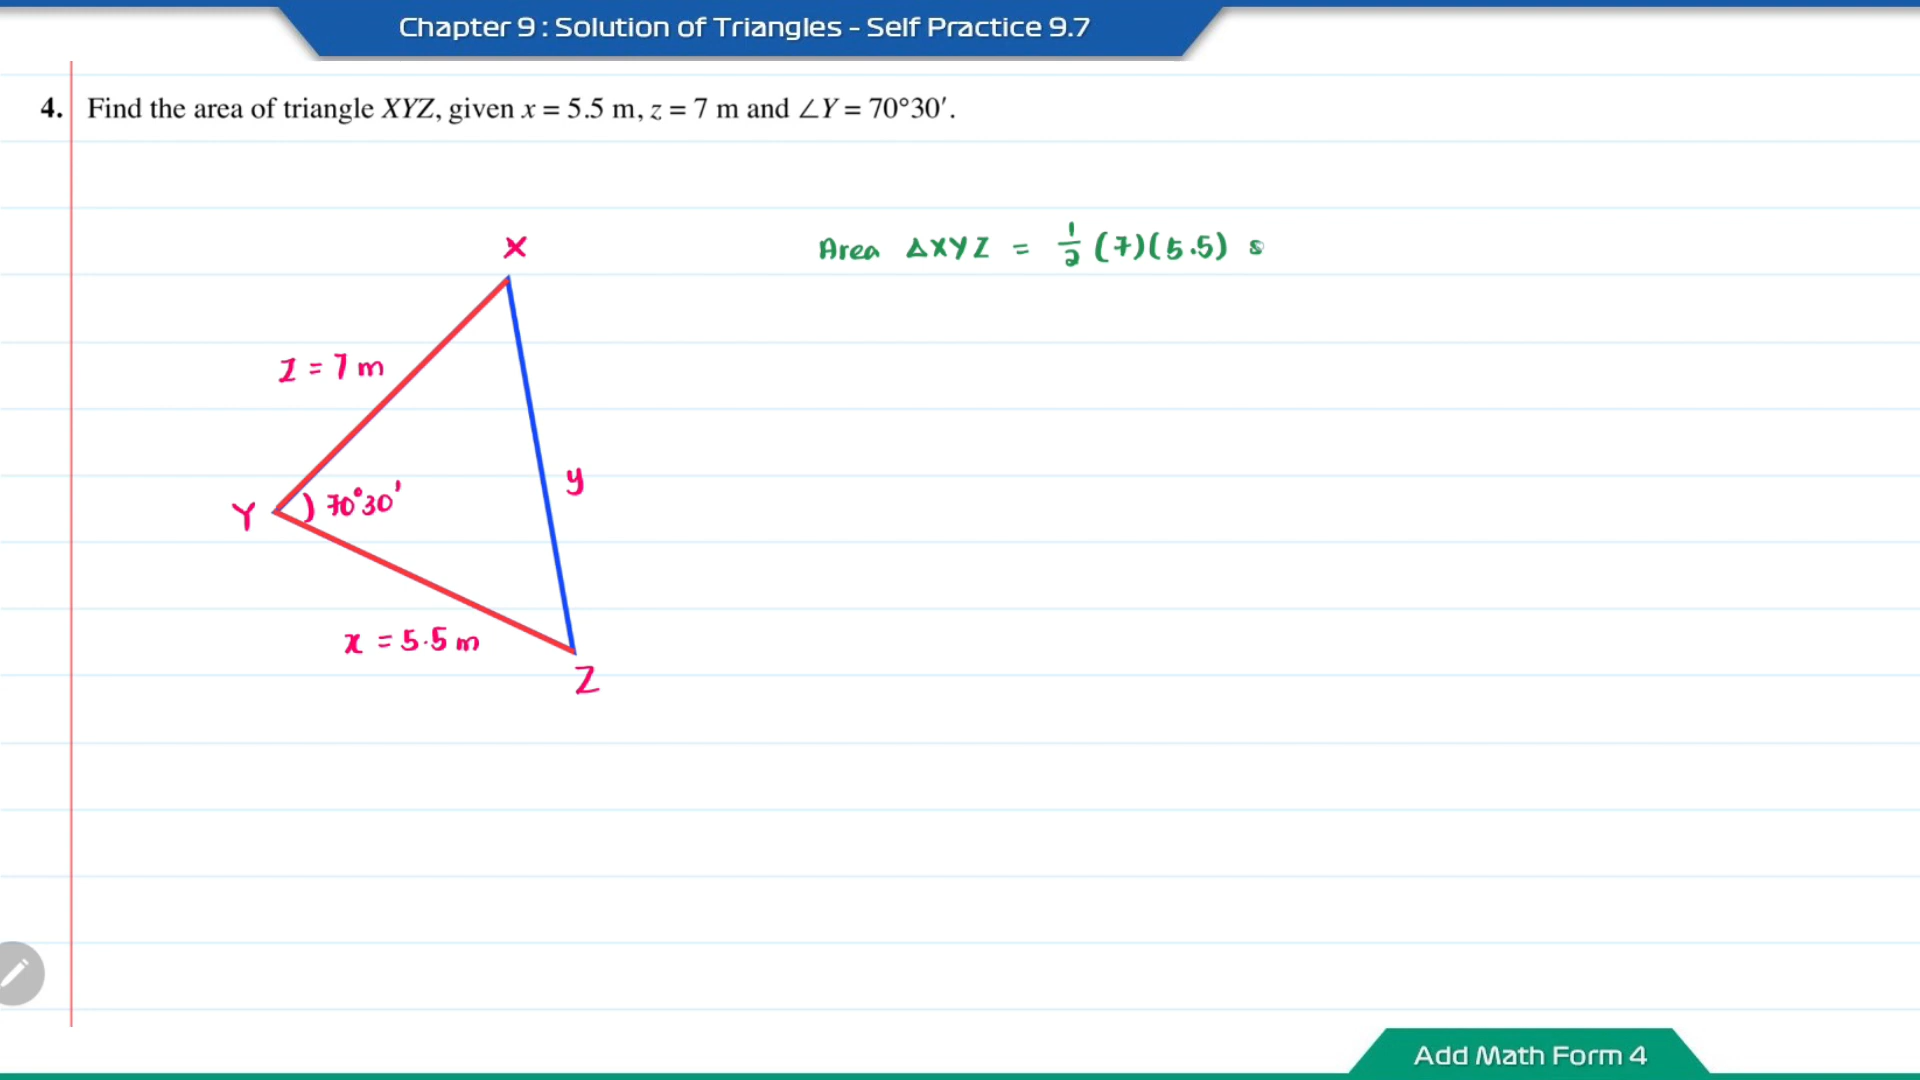 Chapter 9 : Solution of Triangles - Self Practice 9.7
4. Find the area of triangle XYZ, given x = 5.5 m, z = 7 m and ∠Y = 70°30′.
X
Area ΔXYZ = 1/2 (7)(5.5) s
z = 7 m
Y
70°30'
y
x = 5.5 m
Z
Add Math Form 4